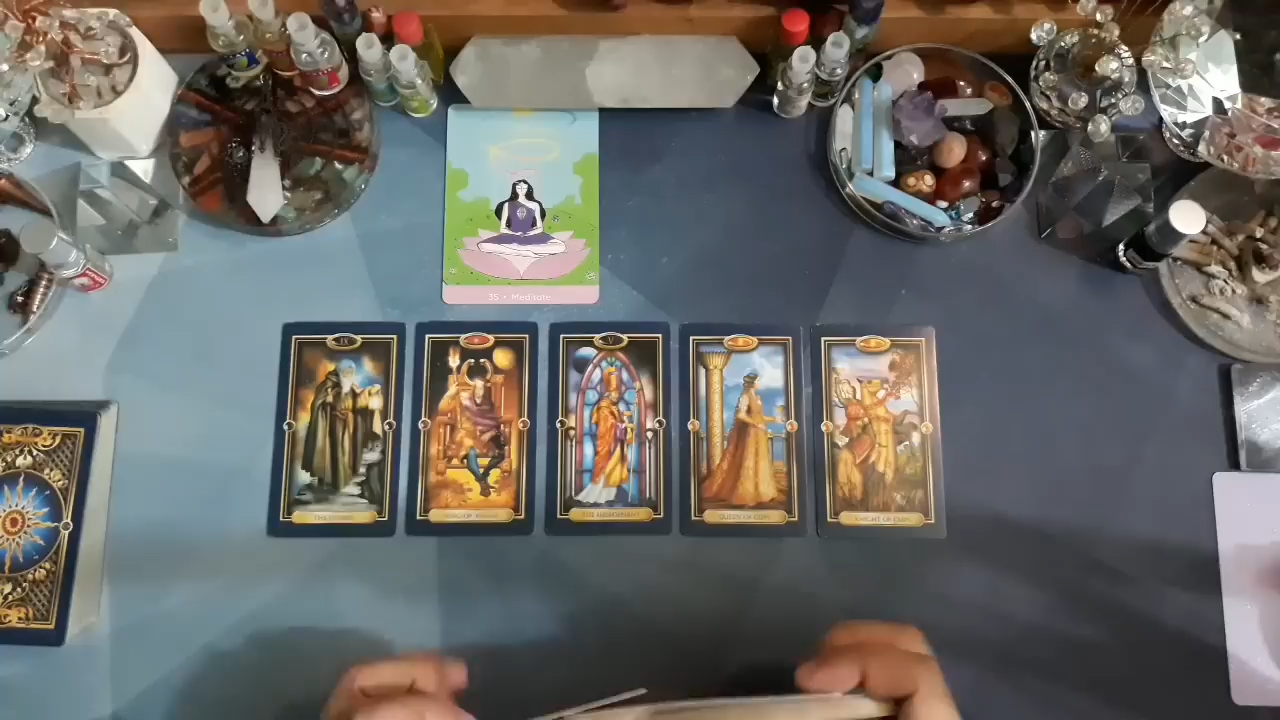 35 • Meditate
IX
V
THE HERMIT
KING OF WANDS
THE HIEROPHANT
QUEEN OF CUPS
KNIGHT OF CUPS